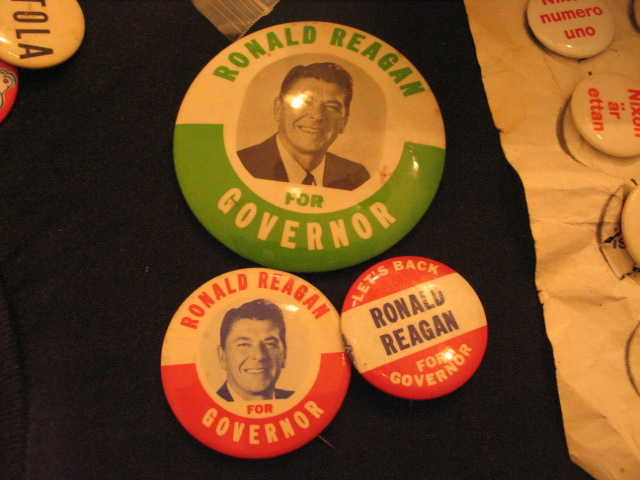 TOLA
RONALD REAGAN
FOR
GOVERNOR
RONALD REAGAN
FOR
GOVERNOR
LET'S BACK
RONALD
REAGAN
FOR
GOVERNOR
Nixon
numero
uno
Nixon
är
ettan